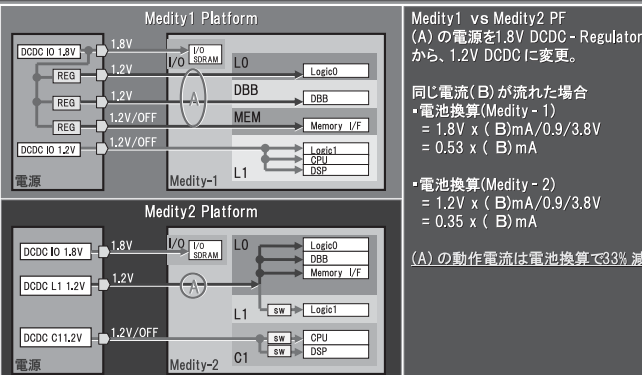 Medity1 Platform
DCDC IO 1.8V
REG
REG
REG
DCDC IO 1.2V
電源
1.8V
1.2V
1.2V
1.2V/OFF
1.2V/OFF
A
I/O
I/O
SDRAM
L0
DBB
MEM
L1
Logic0
DBB
Memory I/F
Logic1
CPU
DSP
Medity-1
Medity2 Platform
DCDC IO 1.8V
DCDC L1 1.2V
DCDC C11.2V
電源
1.8V
1.2V
1.2V/OFF
A
I/O
I/O
SDRAM
L0
L1
C1
Logic0
DBB
Memory I/F
SW
Logic1
SW
CPU
SW
DSP
Medity-2
Medity1 vs Medity2 PF
(A) の電源を1.8V DCDC-Regulator
から、1.2V DCDCに変更。
同じ電流(B)が流れた場合
▪電池換算(Medity-1)
= 1.8V x ( B)mA/0.9/3.8V
= 0.53 x ( B)mA
▪電池換算(Medity-2)
= 1.2V x ( B)mA/0.9/3.8V
= 0.35 x ( B)mA
(A) の動作電流は電池換算で33% 減